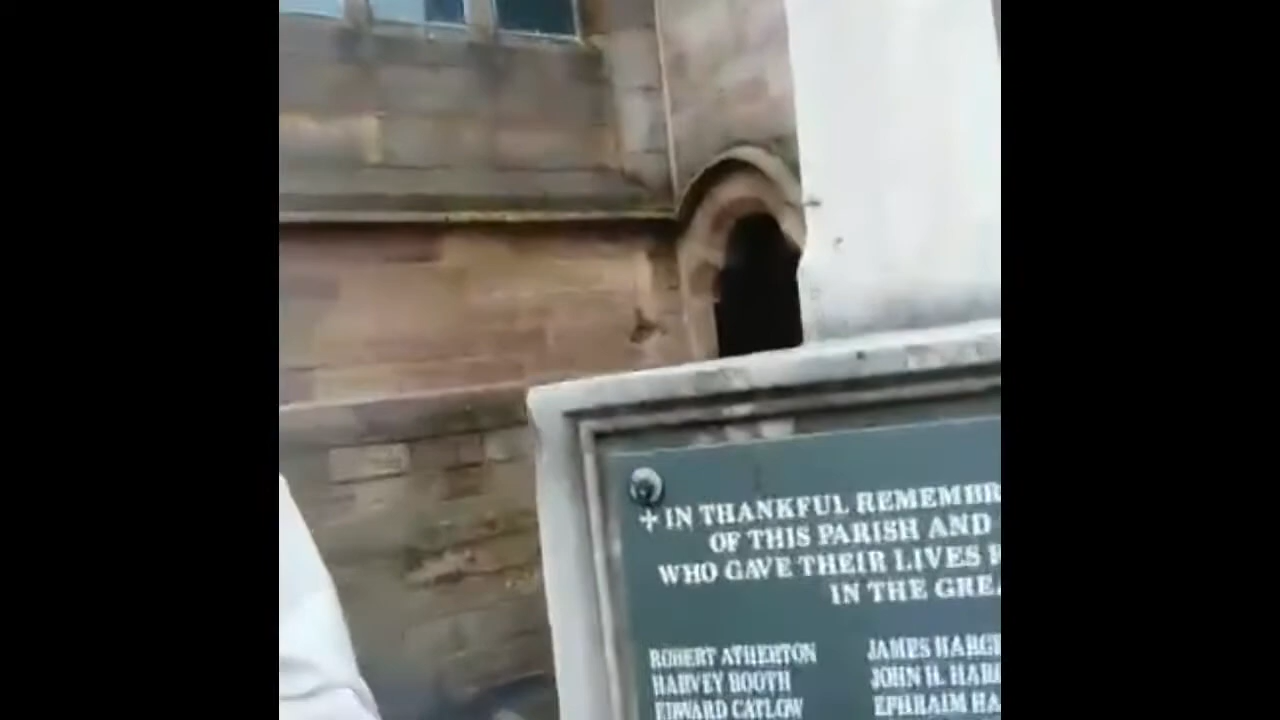 + IN THANKFUL REMEMBR
OF THIS PARISH AND
WHO GAVE THEIR LIVES
IN THE GREA
ROBERT ATHERTON JAMES HARG
HARVEY BOOTH JOHN H. HAR
EDWARD CATLOW EPHRAIM HA